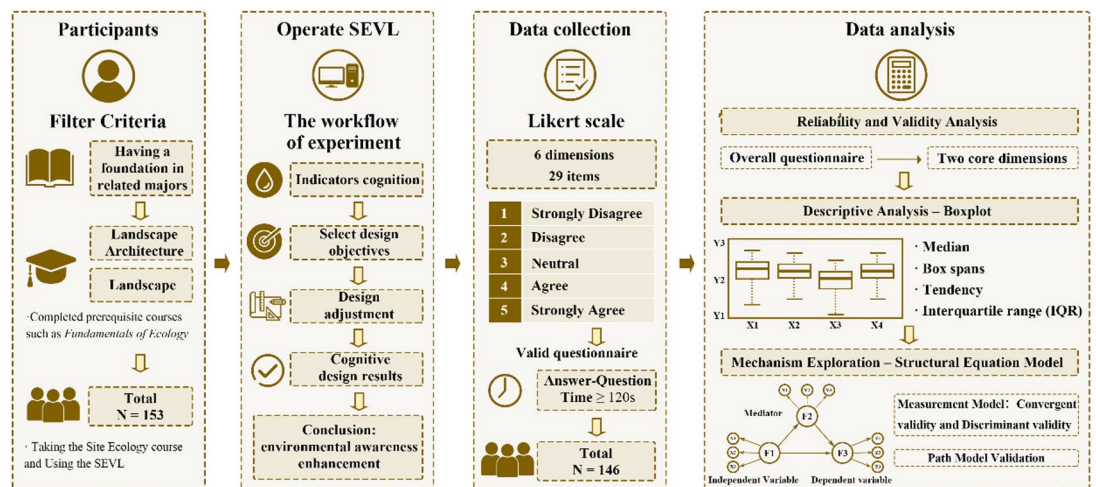 Participants
Filter Criteria
Having a
foundation in
related majors
Landscape
Architecture
Landscape
·Completed prerequisite courses
such as Fundamentals of Ecology
Total
N = 153
· Taking the Site Ecology course
and Using the SEVL
Operate SEVL
The workflow
of experiment
Indicators cognition
Select design
objectives
Design
adjustment
Cognitive
design results
Conclusion:
environmental awareness
enhancement
Data collection
Likert scale
6 dimensions
29 items
1 Strongly Disagree
2 Disagree
3 Neutral
4 Agree
5 Strongly Agree
Valid questionnaire
Answer-Question
Time ≥ 120s
Total
N = 146
Data analysis
Reliability and Validity Analysis
Overall questionnaire
Two core dimensions
Descriptive Analysis – Boxplot
Y3
Y2
Y1
X1 X2 X3 X4
· Median
· Box spans
· Tendency
· Interquartile range (IQR)
Mechanism Exploration – Structural Equation Model
Mediator
F2
F1
F3
Independent Variable
Dependent variable
Measurement Model: Convergent
validity and Discriminant validity
Path Model Validation